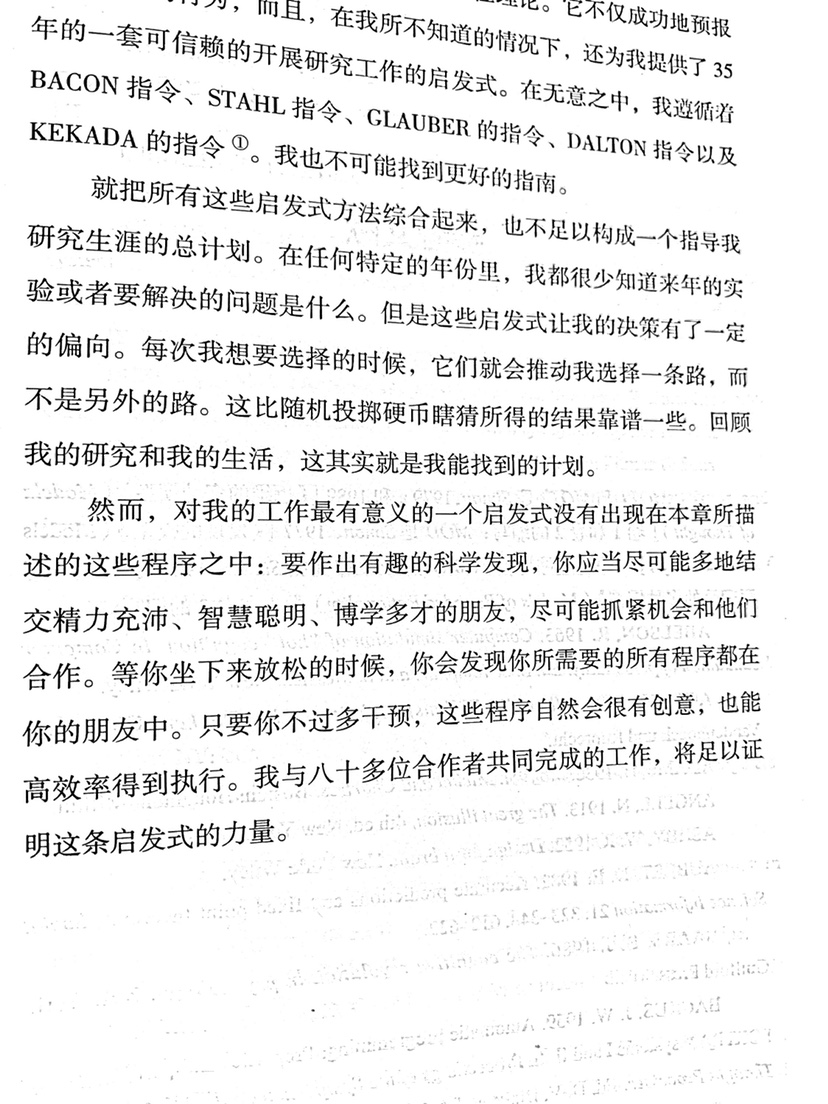 而且，在我所不知道的情况下，还为我提供了 35
理论。它不仅成功地预报
年的一套可信赖的开展研究工作的启发式。在无意之中，我遵循着
BACON 指令、STAHL 指令、GLAUBER 的指令、DALTON 指令以及
KEKADA 的指令①。我也不可能找到更好的指南。
就把所有这些启发式方法综合起来，也不足以构成一个指导我
研究生涯的总计划。在任何特定的年份里，我都很少知道来年的实
验或者要解决的问题是什么。但是这些启发式让我的决策有了一定
的偏向。每次我想要选择的时候，它们就会推动我选择一条路，而
不是另外的路。这比随机投掷硬币瞎猜所得的结果靠谱一些。回顾
我的研究和我的生活，这其实就是我能找到的计划。
然而，对我的工作最有意义的一个启发式没有出现在本章所描
述的这些程序之中：要作出有趣的科学发现，你应当尽可能多地结
交精力充沛、智慧聪明、博学多才的朋友，尽可能抓紧机会和他们
合作。等你坐下来放松的时候，你会发现你所需要的所有程序都在
你的朋友中。只要你不过多干预，这些程序自然会很有创意，也能
高效率得到执行。我与八十多位合作者共同完成的工作，将足以证
明这条启发式的力量。